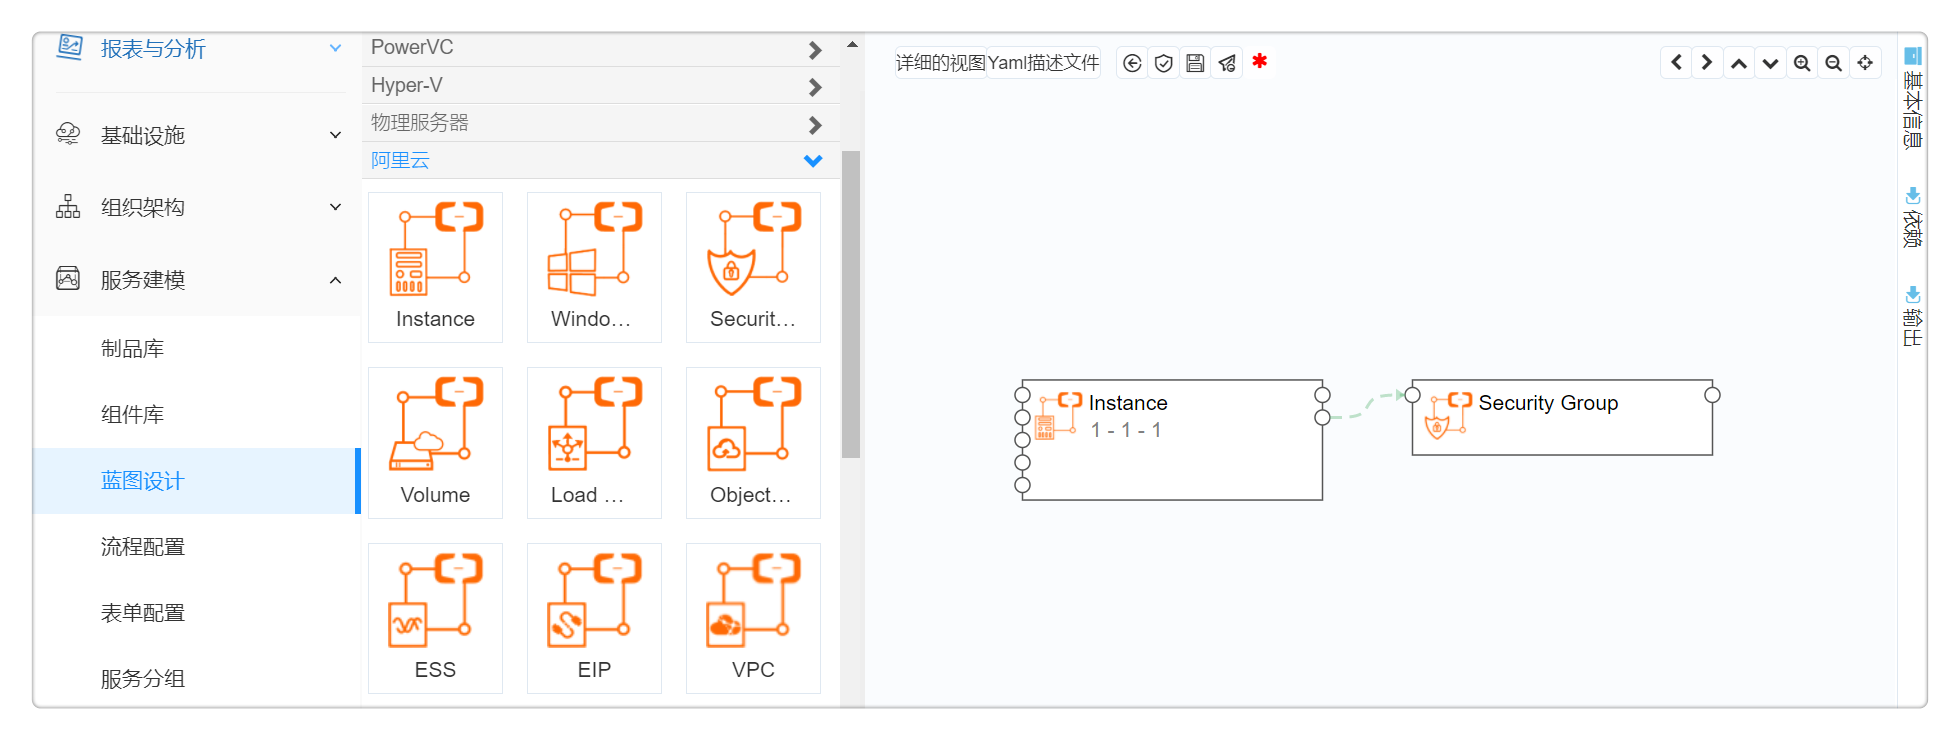 报表与分析
基础设施
组织架构
服务建模
制品库
组件库
蓝图设计
流程配置
表单配置
服务分组
PowerVC
Hyper-V
物理服务器
阿里云
Instance
Windo...
Securit...
Volume
Load ...
Object...
ESS
EIP
VPC
详细的视图 Yaml描述文件
Instance
1 - 1 - 1
Security Group
基本信息
依赖
输出